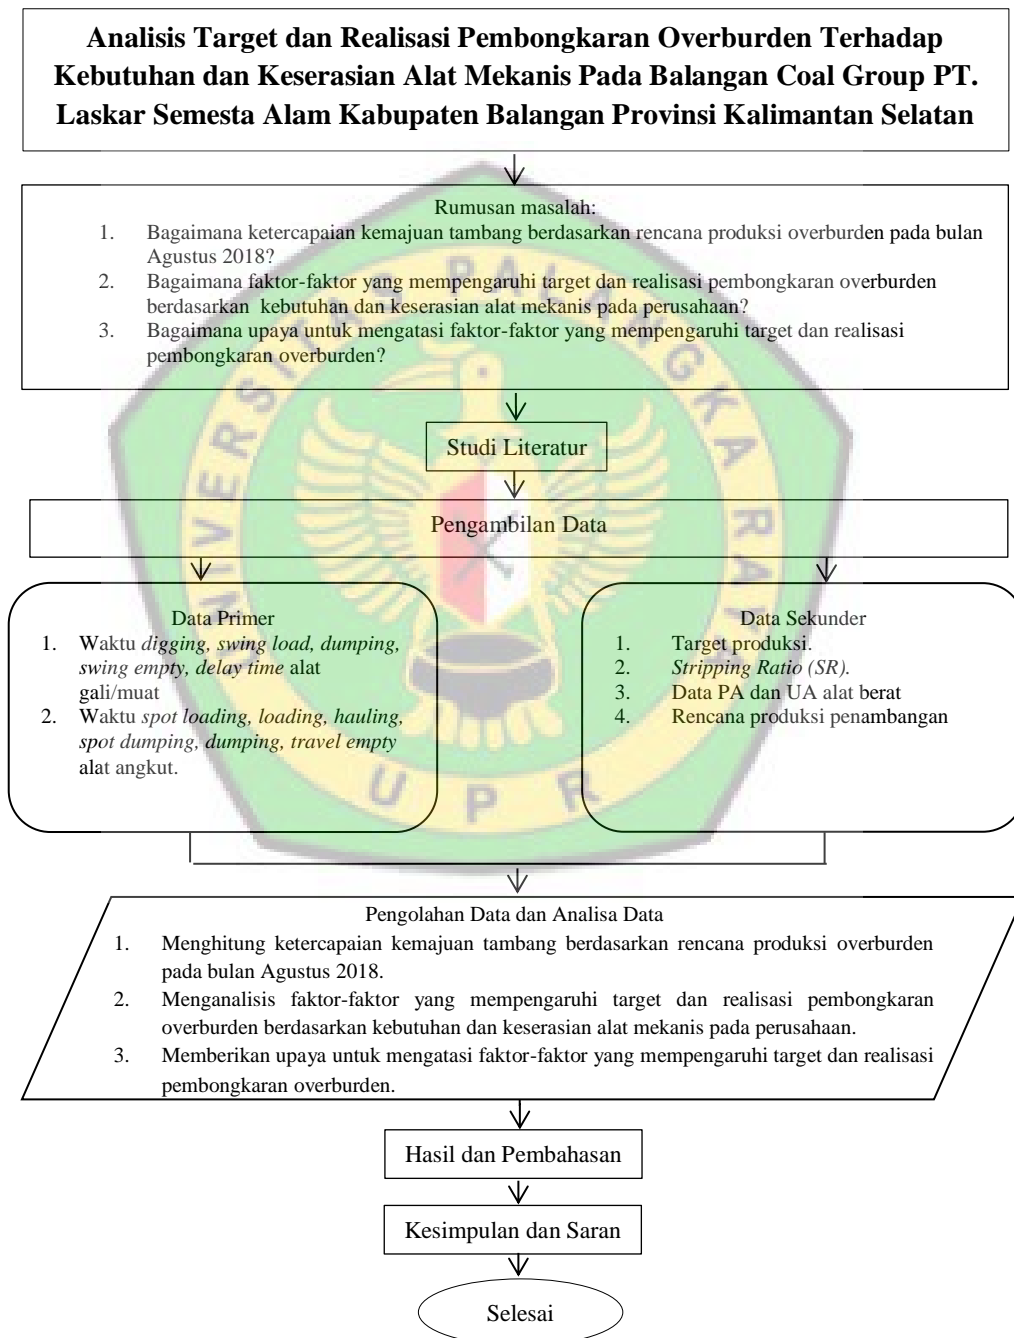 Analisis Target dan Realisasi Pembongkaran Overburden Terhadap
Kebutuhan dan Keserasian Alat Mekanis Pada Balangan Coal Group PT.
Laskar Semesta Alam Kabupaten Balangan Provinsi Kalimantan Selatan
Rumusan masalah:
1. Bagaimana ketercapaian kemajuan tambang berdasarkan rencana produksi overburden pada bulan
Agustus 2018?
2. Bagaimana faktor-faktor yang mempengaruhi target dan realisasi pembongkaran overburden
berdasarkan kebutuhan dan keserasian alat mekanis pada perusahaan?
3. Bagaimana upaya untuk mengatasi faktor-faktor yang mempengaruhi target dan realisasi
pembongkaran overburden?
Studi Literatur
Pengambilan Data
Data Primer
1. Waktu digging, swing load, dumping,
swing empty, delay time alat
gali/muat
2. Waktu spot loading, loading, hauling,
spot dumping, dumping, travel empty
alat angkut.
Data Sekunder
1. Target produksi.
2. Stripping Ratio (SR).
3. Data PA dan UA alat berat
4. Rencana produksi penambangan
Pengolahan Data dan Analisa Data
1. Menghitung ketercapaian kemajuan tambang berdasarkan rencana produksi overburden
pada bulan Agustus 2018.
2. Menganalisis faktor-faktor yang mempengaruhi target dan realisasi pembongkaran
overburden berdasarkan kebutuhan dan keserasian alat mekanis pada perusahaan.
3. Memberikan upaya untuk mengatasi faktor-faktor yang mempengaruhi target dan realisasi
pembongkaran overburden.
Hasil dan Pembahasan
Kesimpulan dan Saran
Selesai
UNIVERSITAS PALANGKA RAYA
UPR